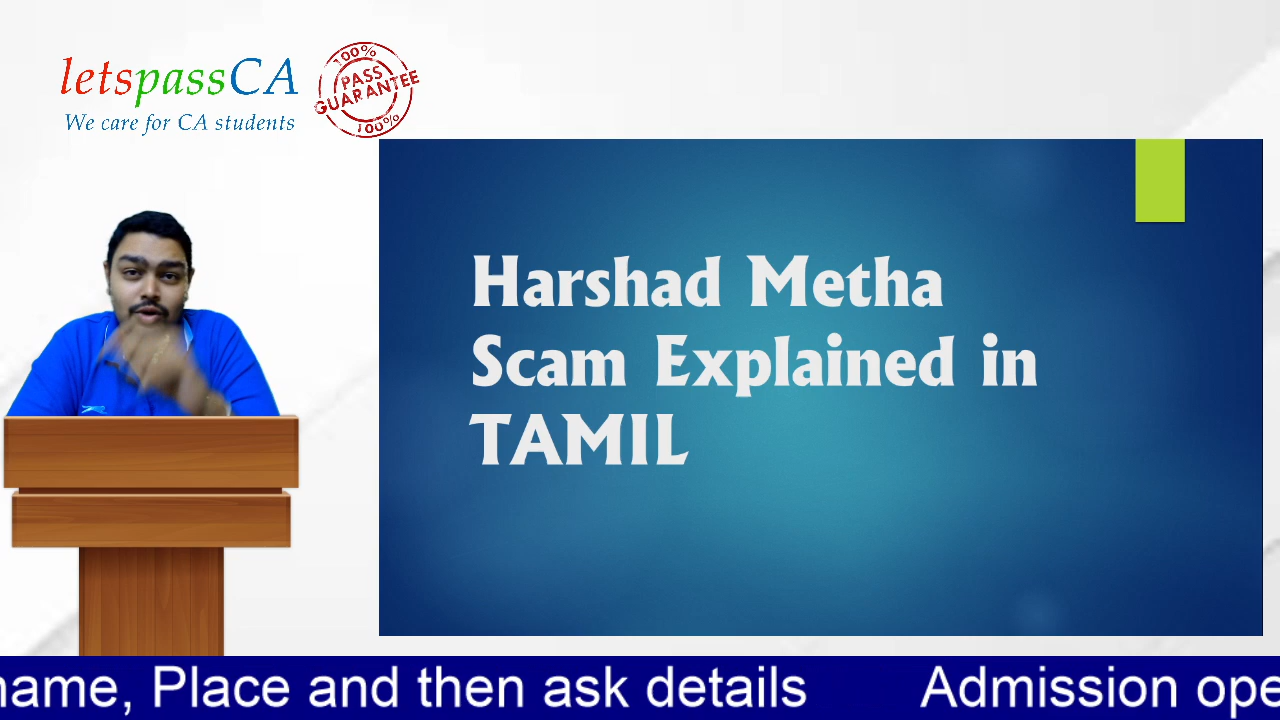 letspassCA
We care for CA students
100%
PASS
GUARANTEE
100%
Harshad Metha
Scam Explained in
TAMIL
name, Place and then ask details Admission ope